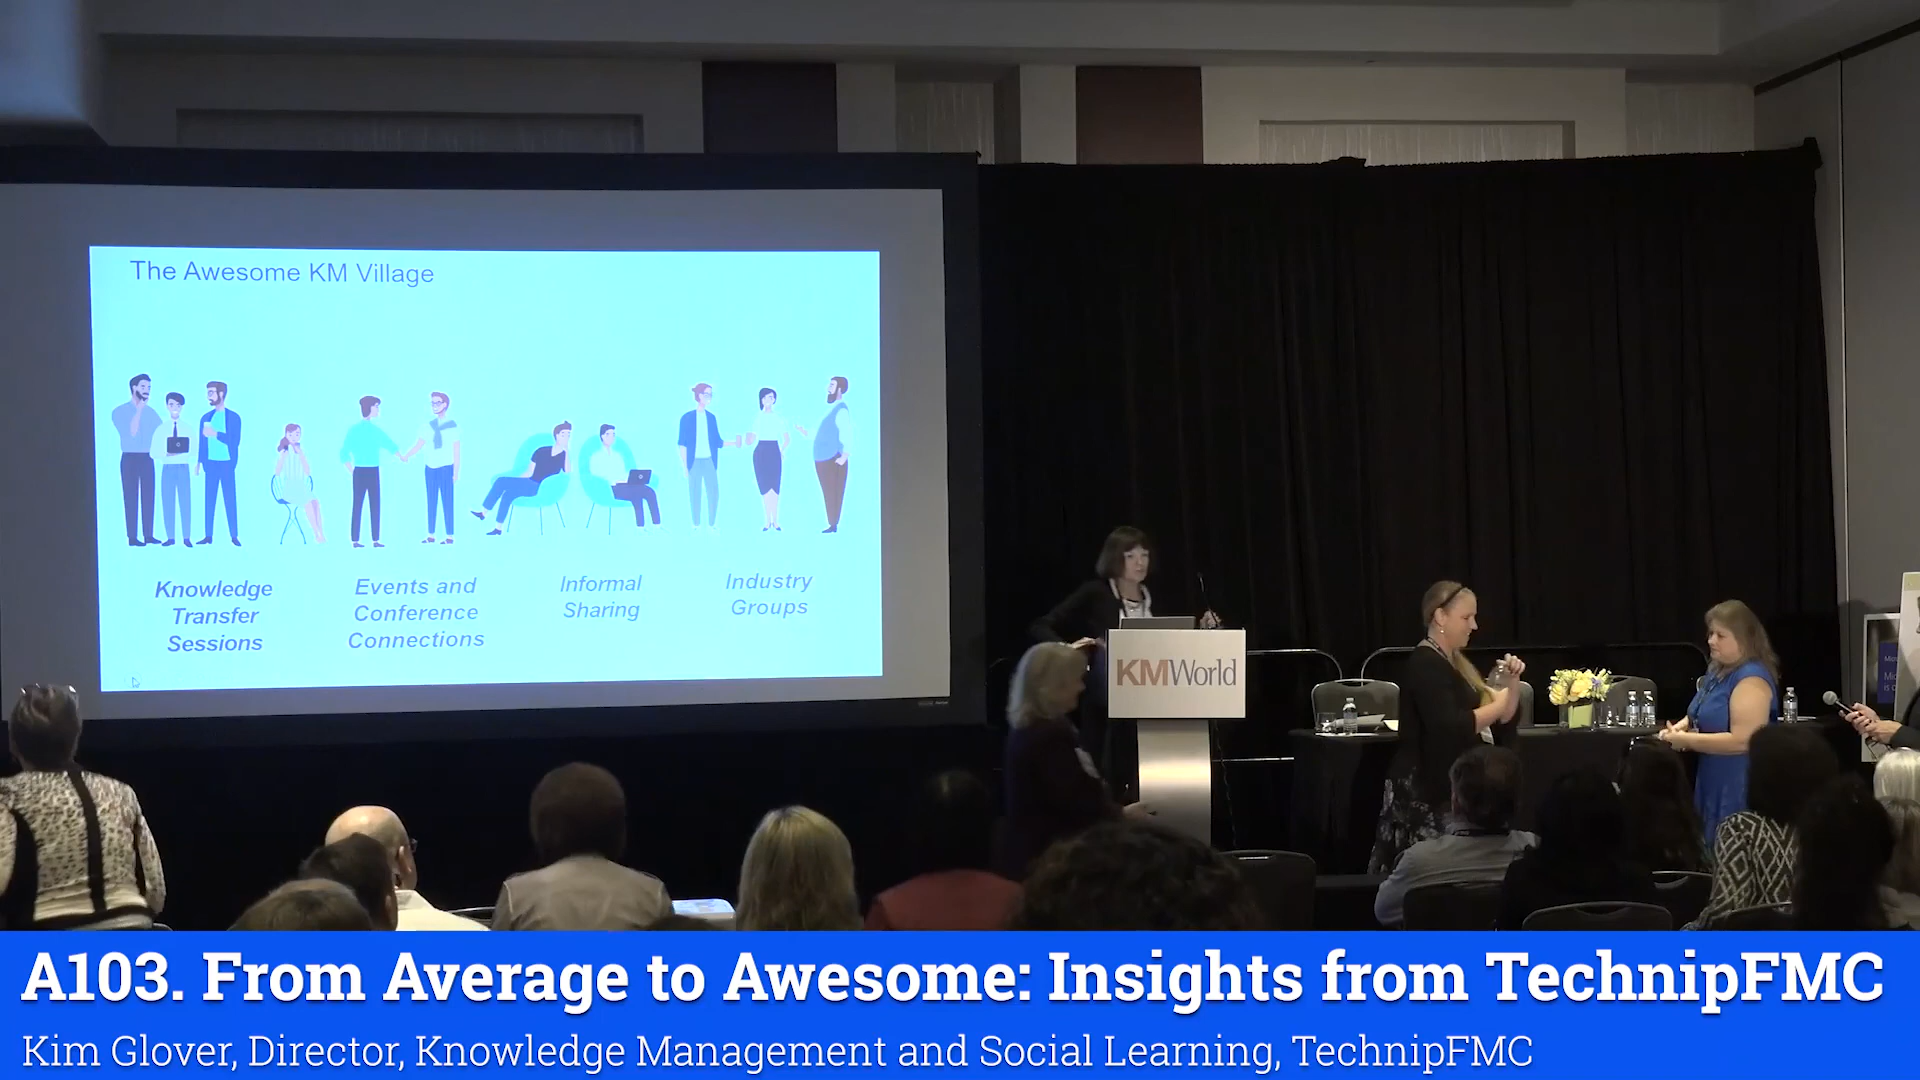 The Awesome KM Village
Knowledge
Transfer
Sessions
Events and
Conference
Connections
Informal
Sharing
Industry
Groups
KMWorld
A103. From Average to Awesome: Insights from TechnipFMC
Kim Glover, Director, Knowledge Management and Social Learning, TechnipFMC